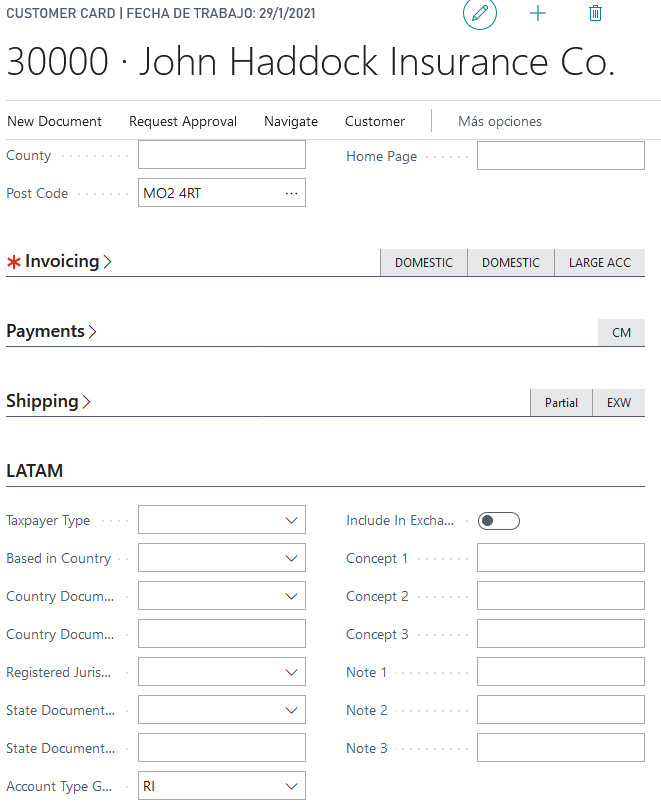 CUSTOMER CARD | FECHA DE TRABAJO: 29/1/2021
30000 · John Haddock Insurance Co.
New Document Request Approval Navigate Customer Más opciones
County Home Page
Post Code MO2 4RT ...
* Invoicing > DOMESTIC DOMESTIC LARGE ACC
Payments > CM
Shipping > Partial EXW
LATAM
Taxpayer Type Include In Excha...
Based in Country Concept 1
Country Docum... Concept 2
Country Docum... Concept 3
Registered Juris... Note 1
State Document... Note 2
State Document... Note 3
Account Type G... RI